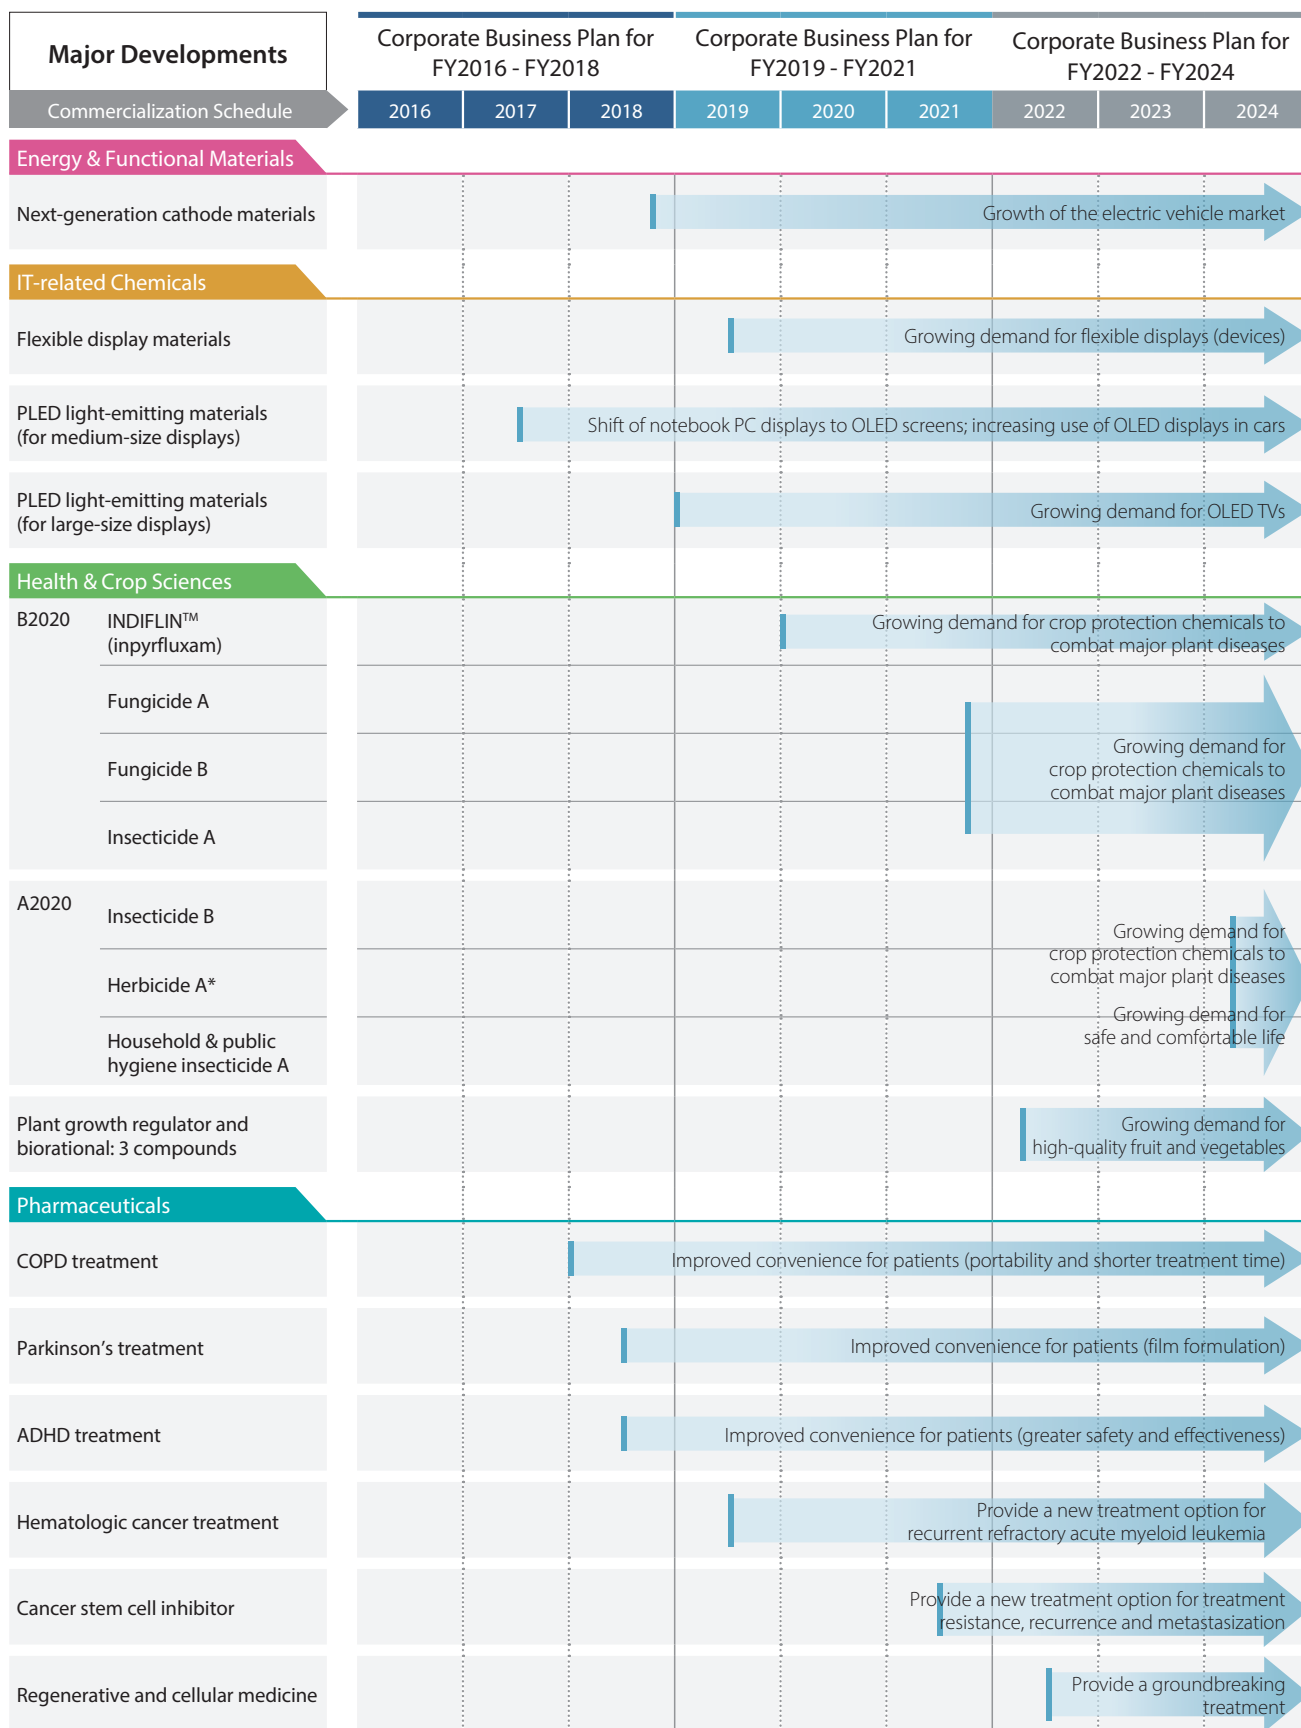 Major Developments
Corporate Business Plan for
FY2016 - FY2018
Corporate Business Plan for
FY2019 - FY2021
Corporate Business Plan for
FY2022 - FY2024
Commercialization Schedule
2016
2017
2018
2019
2020
2021
2022
2023
2024
Energy & Functional Materials
Next-generation cathode materials
Growth of the electric vehicle market
IT-related Chemicals
Flexible display materials
Growing demand for flexible displays (devices)
PLED light-emitting materials
(for medium-size displays)
Shift of notebook PC displays to OLED screens; increasing use of OLED displays in cars
PLED light-emitting materials
(for large-size displays)
Growing demand for OLED TVs
Health & Crop Sciences
B2020
INDIFLIN™
(inpyrfluxam)
Growing demand for crop protection chemicals to
combat major plant diseases
Fungicide A
Fungicide B
Insecticide A
Growing demand for
crop protection chemicals to
combat major plant diseases
A2020
Insecticide B
Herbicide A*
Household & public
hygiene insecticide A
Growing demand for
crop protection chemicals to
combat major plant diseases
Growing demand for
safe and comfortable life
Plant growth regulator and
biorational: 3 compounds
Growing demand for
high-quality fruit and vegetables
Pharmaceuticals
COPD treatment
Improved convenience for patients (portability and shorter treatment time)
Parkinson's treatment
Improved convenience for patients (film formulation)
ADHD treatment
Improved convenience for patients (greater safety and effectiveness)
Hematologic cancer treatment
Provide a new treatment option for
recurrent refractory acute myeloid leukemia
Cancer stem cell inhibitor
Provide a new treatment option for treatment
resistance, recurrence and metastasization
Regenerative and cellular medicine
Provide a groundbreaking
treatment